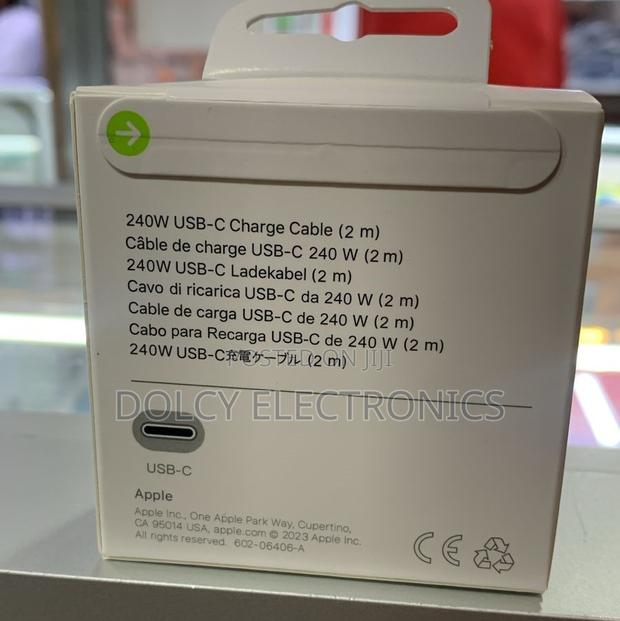 240W USB-C Charge Cable (2 m)
Câble de charge USB-C 240 W (2 m)
240W USB-C Ladekabel (2 m)
Cavo di ricarica USB-C da 240 W (2 m)
Cable de carga USB-C de 240 W (2 m)
Cabo para Recarga USB-C de 240 W (2 m)
240W USB-C充電ケーブル (2 m)
POSTED ON JIJI
DOLCY ELECTRONICS
USB-C
Apple
Apple Inc., One Apple Park Way, Cupertino,
CA 95014 USA, apple.com © 2023 Apple Inc.
All rights reserved. 602-06406-A
CE